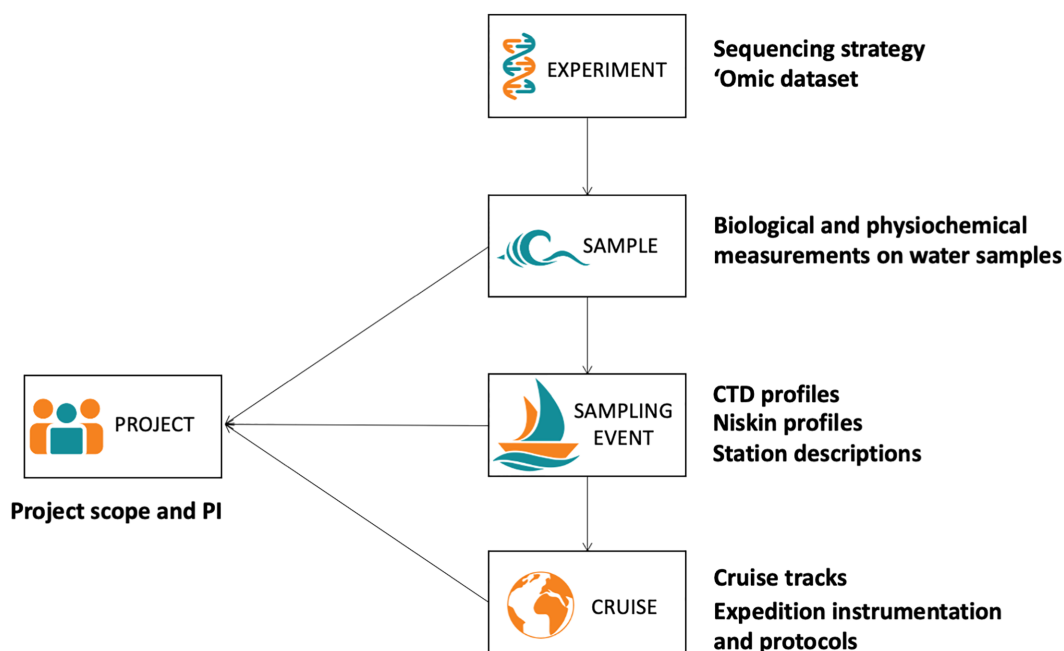 EXPERIMENT
Sequencing strategy
‘Omic dataset
SAMPLE
Biological and physiochemical
measurements on water samples
PROJECT
Project scope and PI
SAMPLING
EVENT
CTD profiles
Niskin profiles
Station descriptions
CRUISE
Cruise tracks
Expedition instrumentation
and protocols